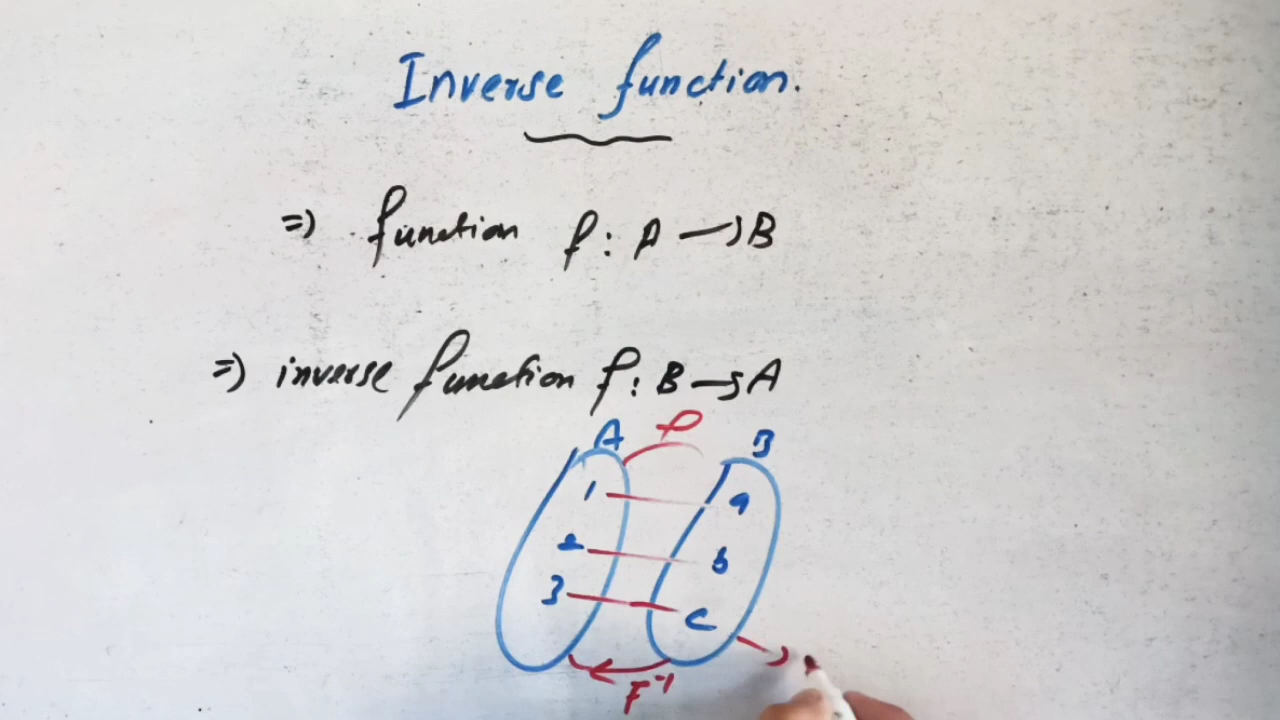 Inverse function.
=) function f: A → B
=) inverse function f: B → A
A f B
1 a
2 b
3 c
F⁻¹